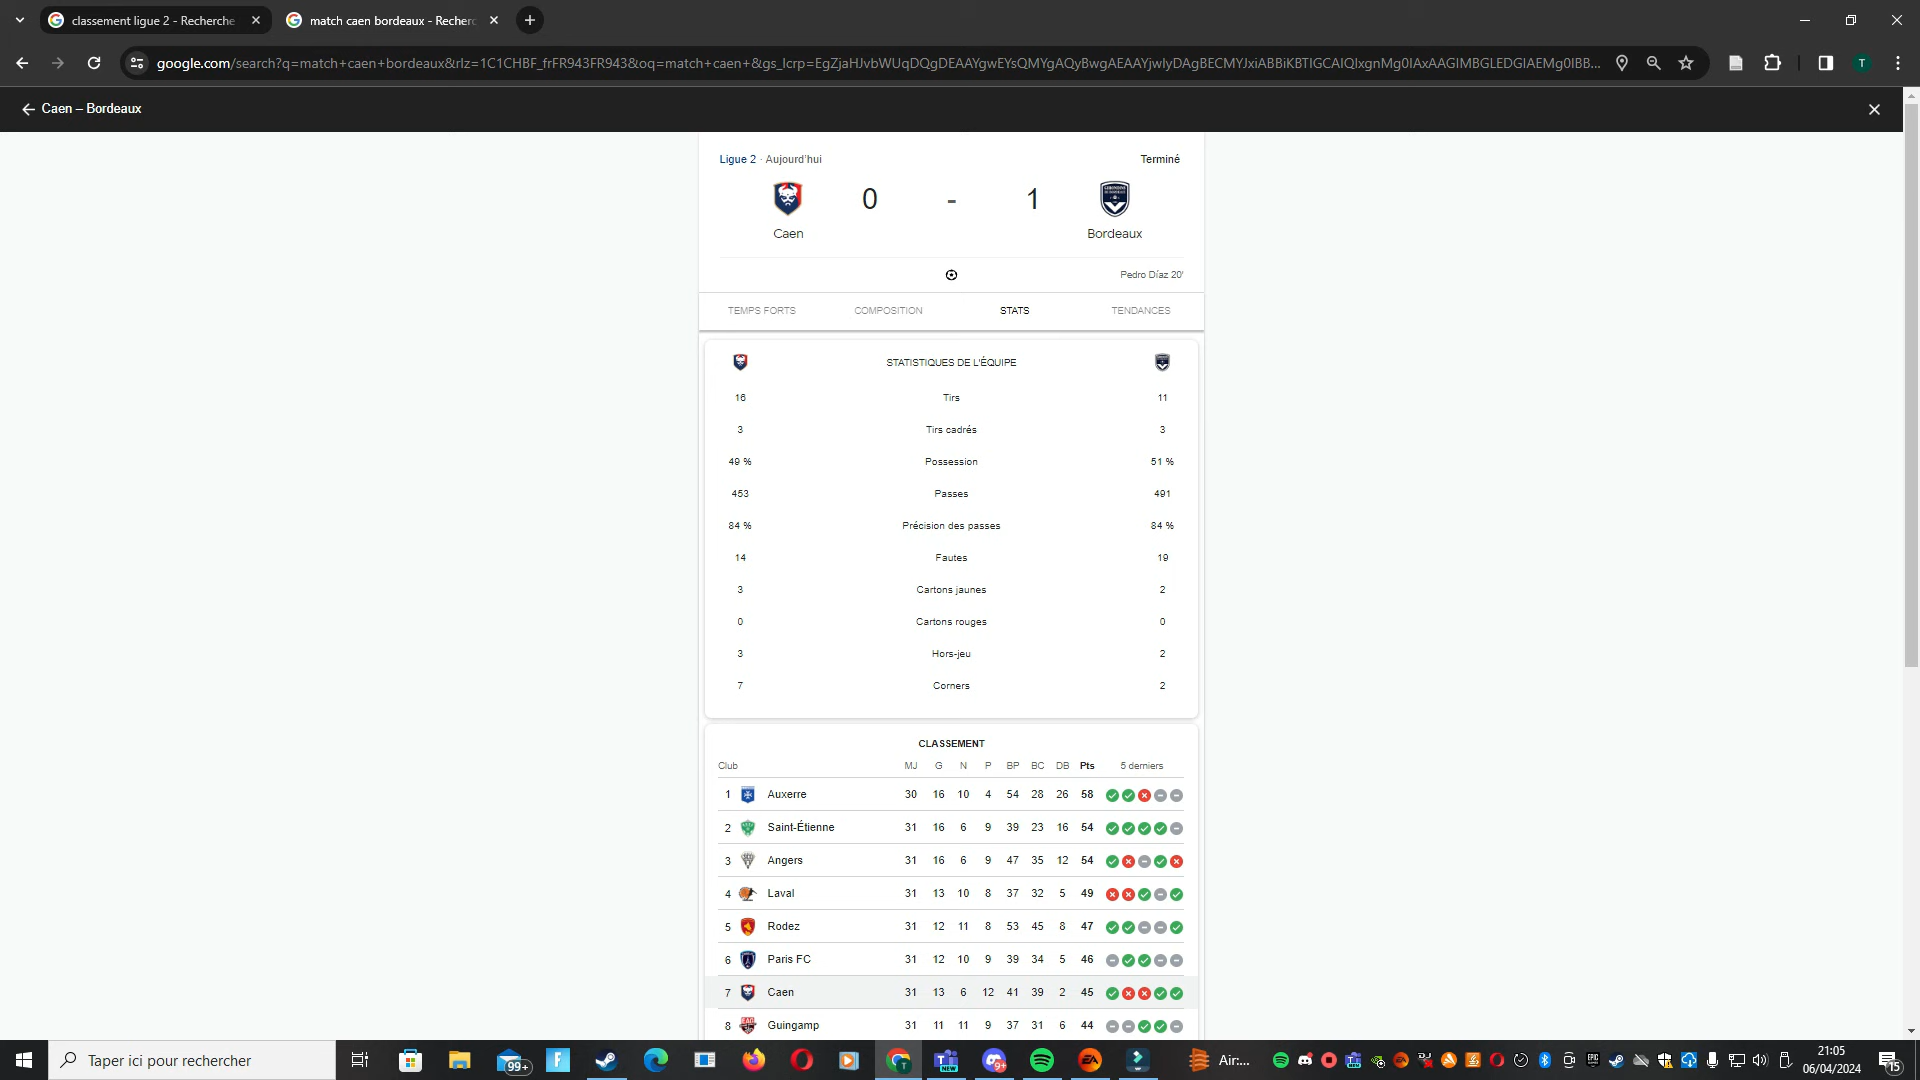 classement ligue 2 - Recherche
match caen bordeaux - Recherc
google.com/search?q=match+caen+bordeaux&rlz=1C1CHBF_frFR943FR943&oq=match+caen+&gs_lcrp=EgZjaHJvbWUqDQgDEAAYgwEYsQMYgAQyBwgAEAAYjwIyDAgBECMYJxiABBiKBTIGCAIQIxgnMg0IAxAAGIMBGLEDGIAEMg0IBB...
Caen – Bordeaux
Ligue 2 · Aujourd'hui
Terminé
0 - 1
Caen
Bordeaux
Pedro Díaz 20'
TEMPS FORTS COMPOSITION STATS TENDANCES
STATISTIQUES DE L'ÉQUIPE
16 Tirs 11
3 Tirs cadrés 3
49 % Possession 51 %
453 Passes 491
84 % Précision des passes 84 %
14 Fautes 19
3 Cartons jaunes 2
0 Cartons rouges 0
3 Hors-jeu 2
7 Corners 2
CLASSEMENT
Club MJ G N P BP BC DB Pts 5 derniers
1 Auxerre 30 16 10 4 54 28 26 58
2 Saint-Étienne 31 16 6 9 39 23 16 54
3 Angers 31 16 6 9 47 35 12 54
4 Laval 31 13 10 8 37 32 5 49
5 Rodez 31 12 11 8 53 45 8 47
6 Paris FC 31 12 10 9 39 34 5 46
7 Caen 31 13 6 12 41 39 2 45
8 Guingamp 31 11 11 9 37 31 6 44
Taper ici pour rechercher
99+
NEW
9+
Air:...
21:05
06/04/2024
15